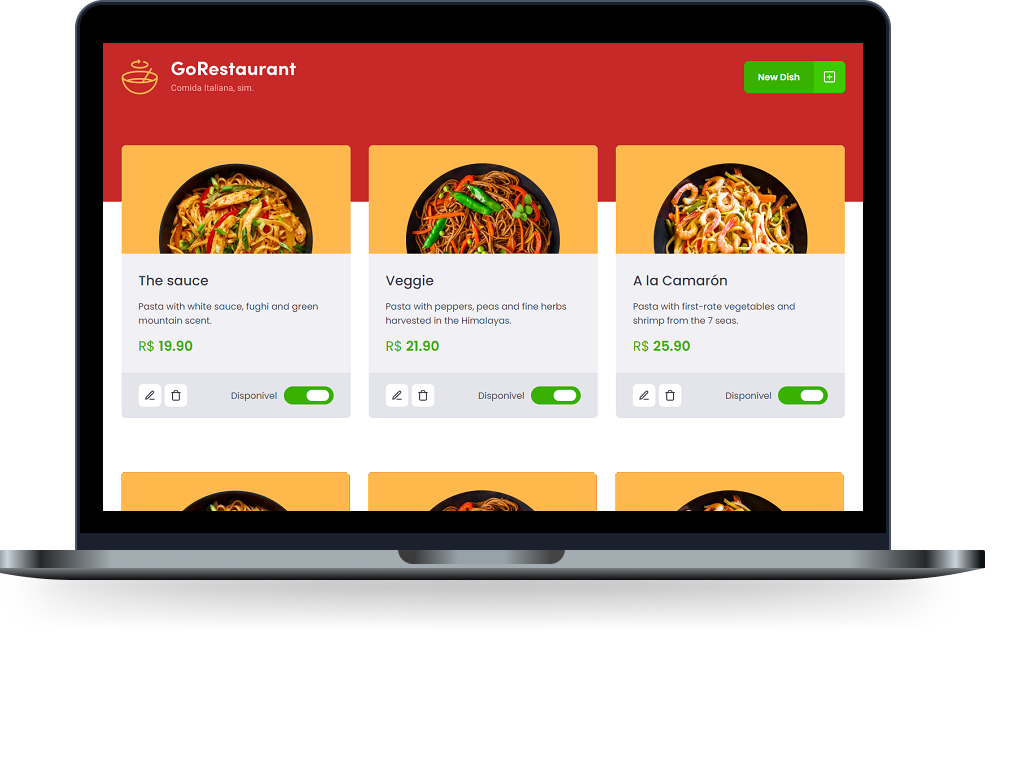 GoRestaurant
Comida Italiana, sim.
New Dish
The sauce
Pasta with white sauce, fughi and green
mountain scent.
R$ 19.90
Disponível
Veggie
Pasta with peppers, peas and fine herbs
harvested in the Himalayas.
R$ 21.90
Disponível
A la Camarón
Pasta with first-rate vegetables and
shrimp from the 7 seas.
R$ 25.90
Disponível